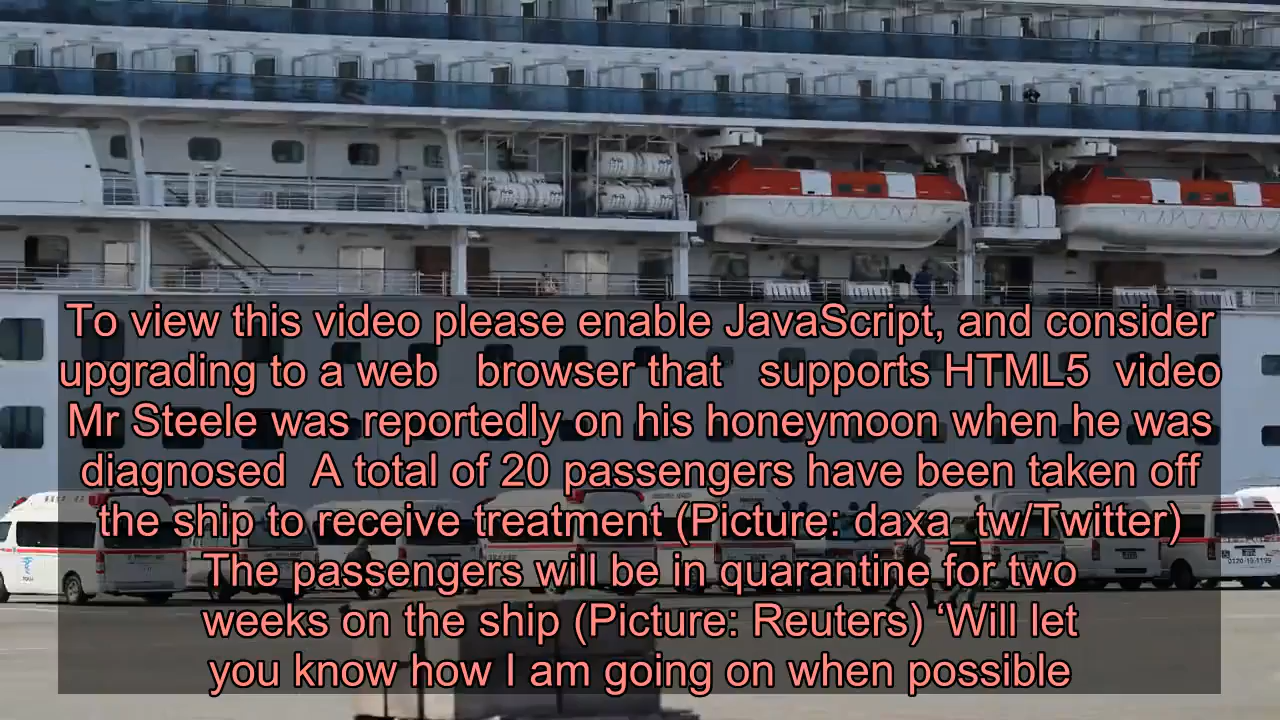 To view this video please enable JavaScript, and consider
upgrading to a web browser that supports HTML5 video
Mr Steele was reportedly on his honeymoon when he was
diagnosed A total of 20 passengers have been taken off
the ship to receive treatment (Picture: daxa_tw/Twitter)
The passengers will be in quarantine for two
weeks on the ship (Picture: Reuters) ‘Will let
you know how I am going on when possible